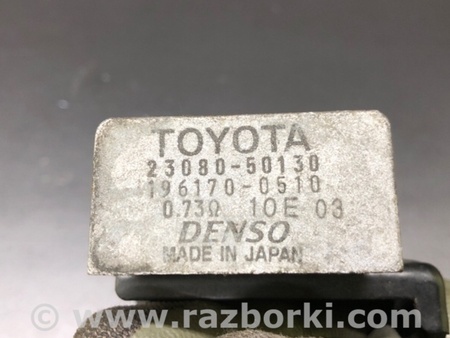 TOYOTA
23080-50130
196170-0510
0.73Ω 10E 03
DENSO
MADE IN JAPAN
© www.razborki.com